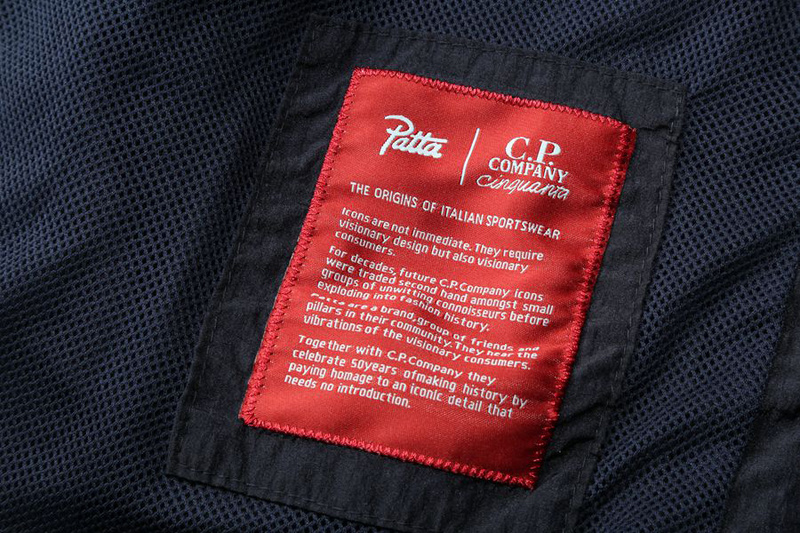 Patta
C.P.
COMPANY
Cinquanta
THE ORIGINS OF ITALIAN SPORTSWEAR
Icons are not immediate. They require
visionary design but also visionary
consumers.
For decades, future C.P.Company icons
were traded second hand amongst small
groups of unwitting connoisseurs before
exploding into fashion history.
Patta are a brand, group of friends and
pillars in their community. They hear the
vibrations of the visionary consumers.
Together with C.P.Company they
celebrate 50years ofmaking history by
paying homage to an iconic detail that
needs no introduction.